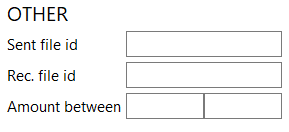 OTHER
Sent file id
Rec. file id
Amount between